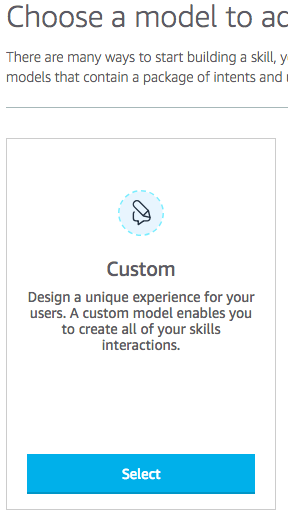 Choose a model to ad
There are many ways to start building a skill, y
models that contain a package of intents and
Custom
Design a unique experience for your
users. A custom model enables you
to create all of your skills
interactions.
Select